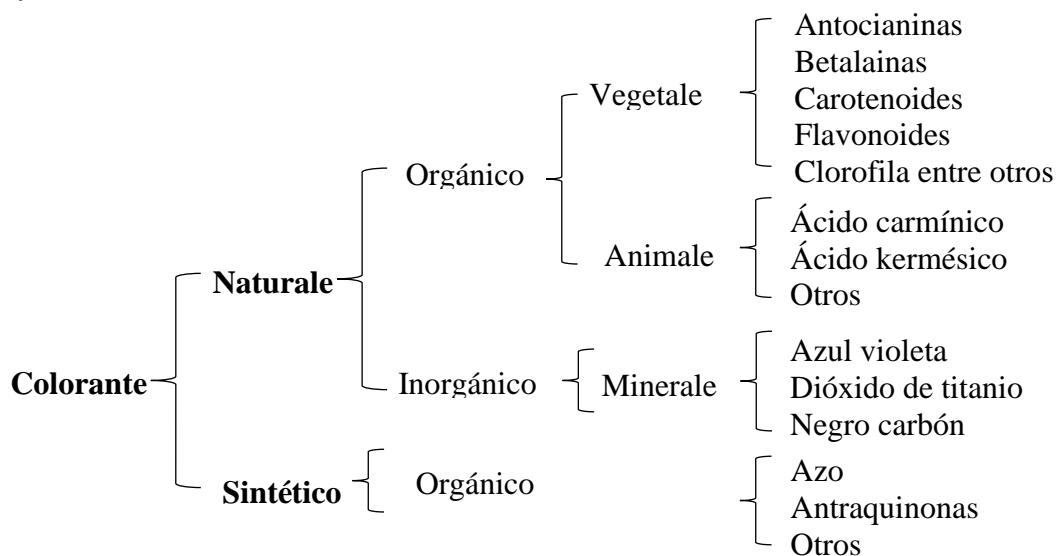 Antocianinas
Betalainas
Vegetale
Carotenoides
Flavonoides
Orgánico
Clorofila entre otros
Ácido carmínico
Animale
Ácido kermésico
Naturale
Otros
Azul violeta
Colorante
Inorgánico
Minerale
Dióxido de titanio
Negro carbón
Azo
Sintético
Orgánico
Antraquinonas
Otros